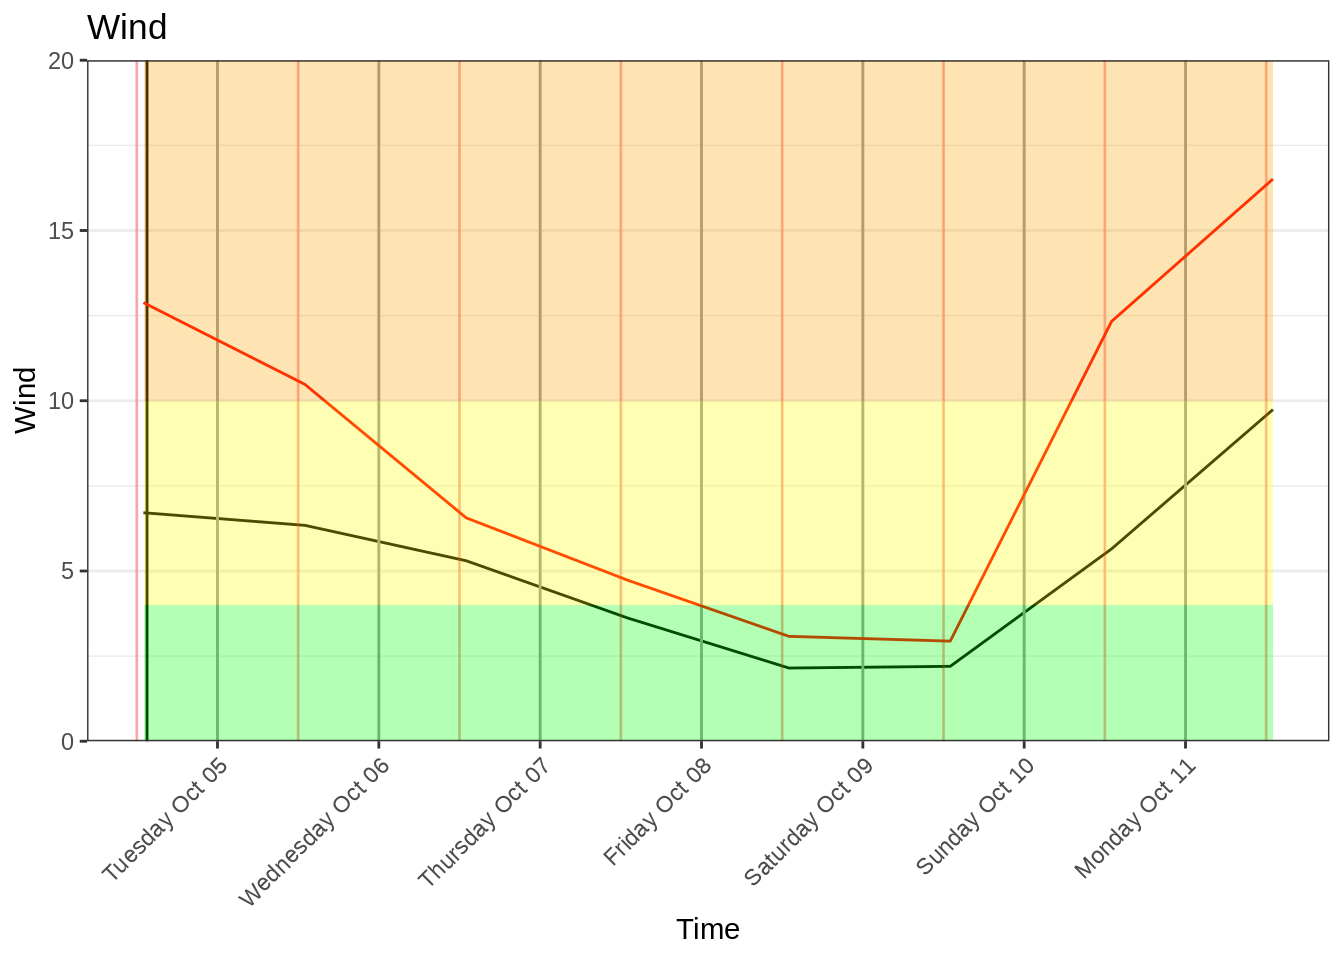 Wind
20
15
10
5
0
Wind
Tuesday Oct 05
Wednesday Oct 06
Thursday Oct 07
Friday Oct 08
Saturday Oct 09
Sunday Oct 10
Monday Oct 11
Time